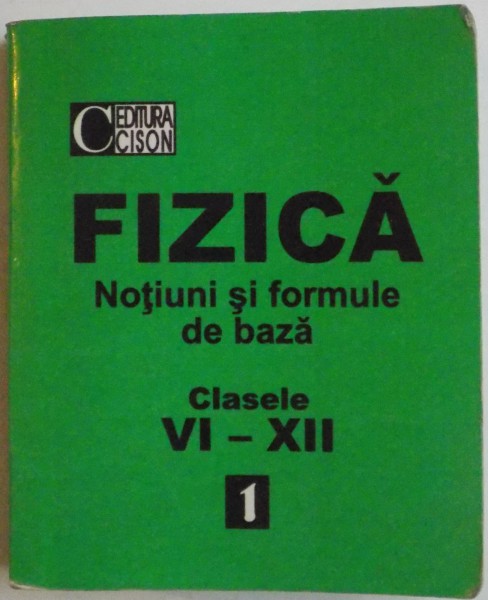 EDITURA
CISON
FIZICĂ
Noţiuni şi formule
de bază
Clasele
VI – XII
1